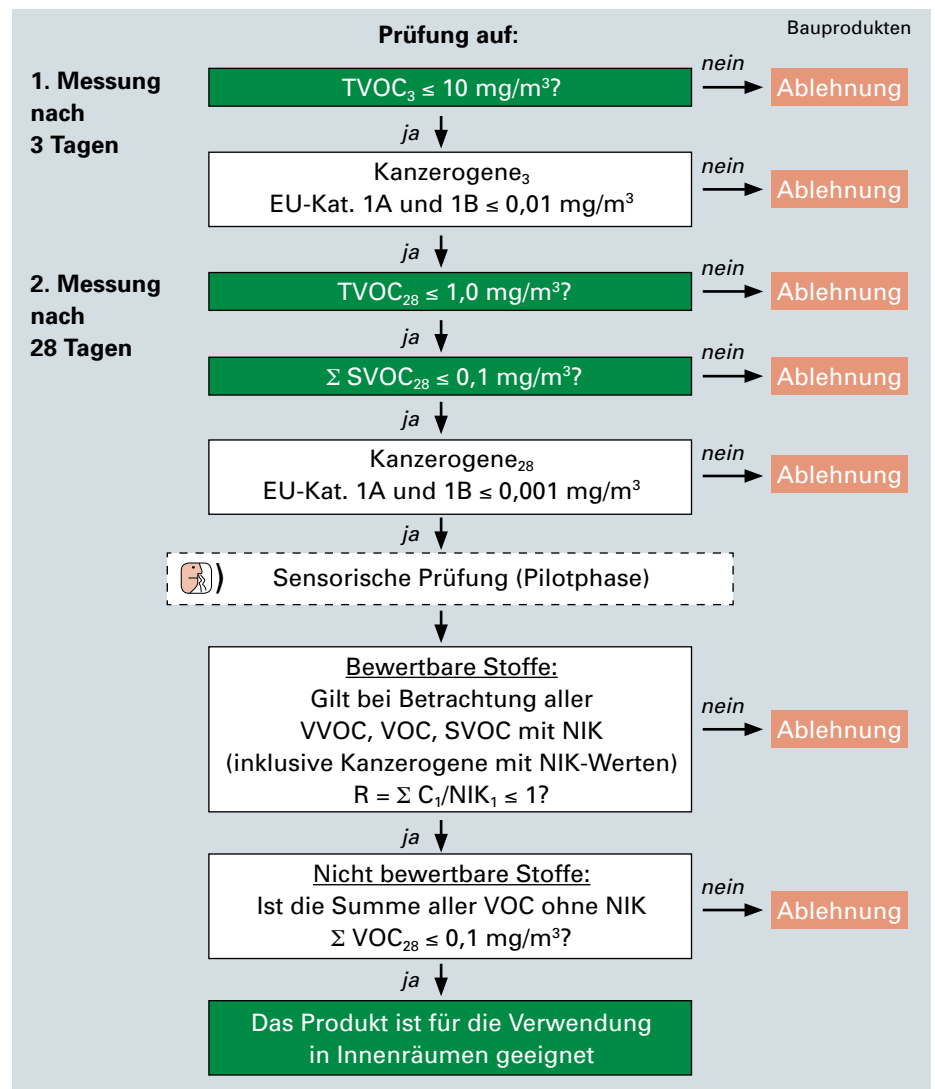 Prüfung auf:
Bauprodukten
1. Messung
nach
3 Tagen
TVOC₃ ≤ 10 mg/m³?
nein
Ablehnung
ja
Kanzerogene₃
EU-Kat. 1A und 1B ≤ 0,01 mg/m³
nein
Ablehnung
ja
2. Messung
nach
28 Tagen
TVOC₂₈ ≤ 1,0 mg/m³?
nein
Ablehnung
ja
Σ SVOC₂₈ ≤ 0,1 mg/m³?
nein
Ablehnung
ja
Kanzerogene₂₈
EU-Kat. 1A und 1B ≤ 0,001 mg/m³
nein
Ablehnung
ja
) Sensorische Prüfung (Pilotphase)
Bewertbare Stoffe:
Gilt bei Betrachtung aller
VVOC, VOC, SVOC mit NIK
(inklusive Kanzerogene mit NIK-Werten)
R = Σ C₁/NIK₁ ≤ 1?
nein
Ablehnung
ja
Nicht bewertbare Stoffe:
Ist die Summe aller VOC ohne NIK
Σ VOC₂₈ ≤ 0,1 mg/m³?
nein
Ablehnung
ja
Das Produkt ist für die Verwendung
in Innenräumen geeignet